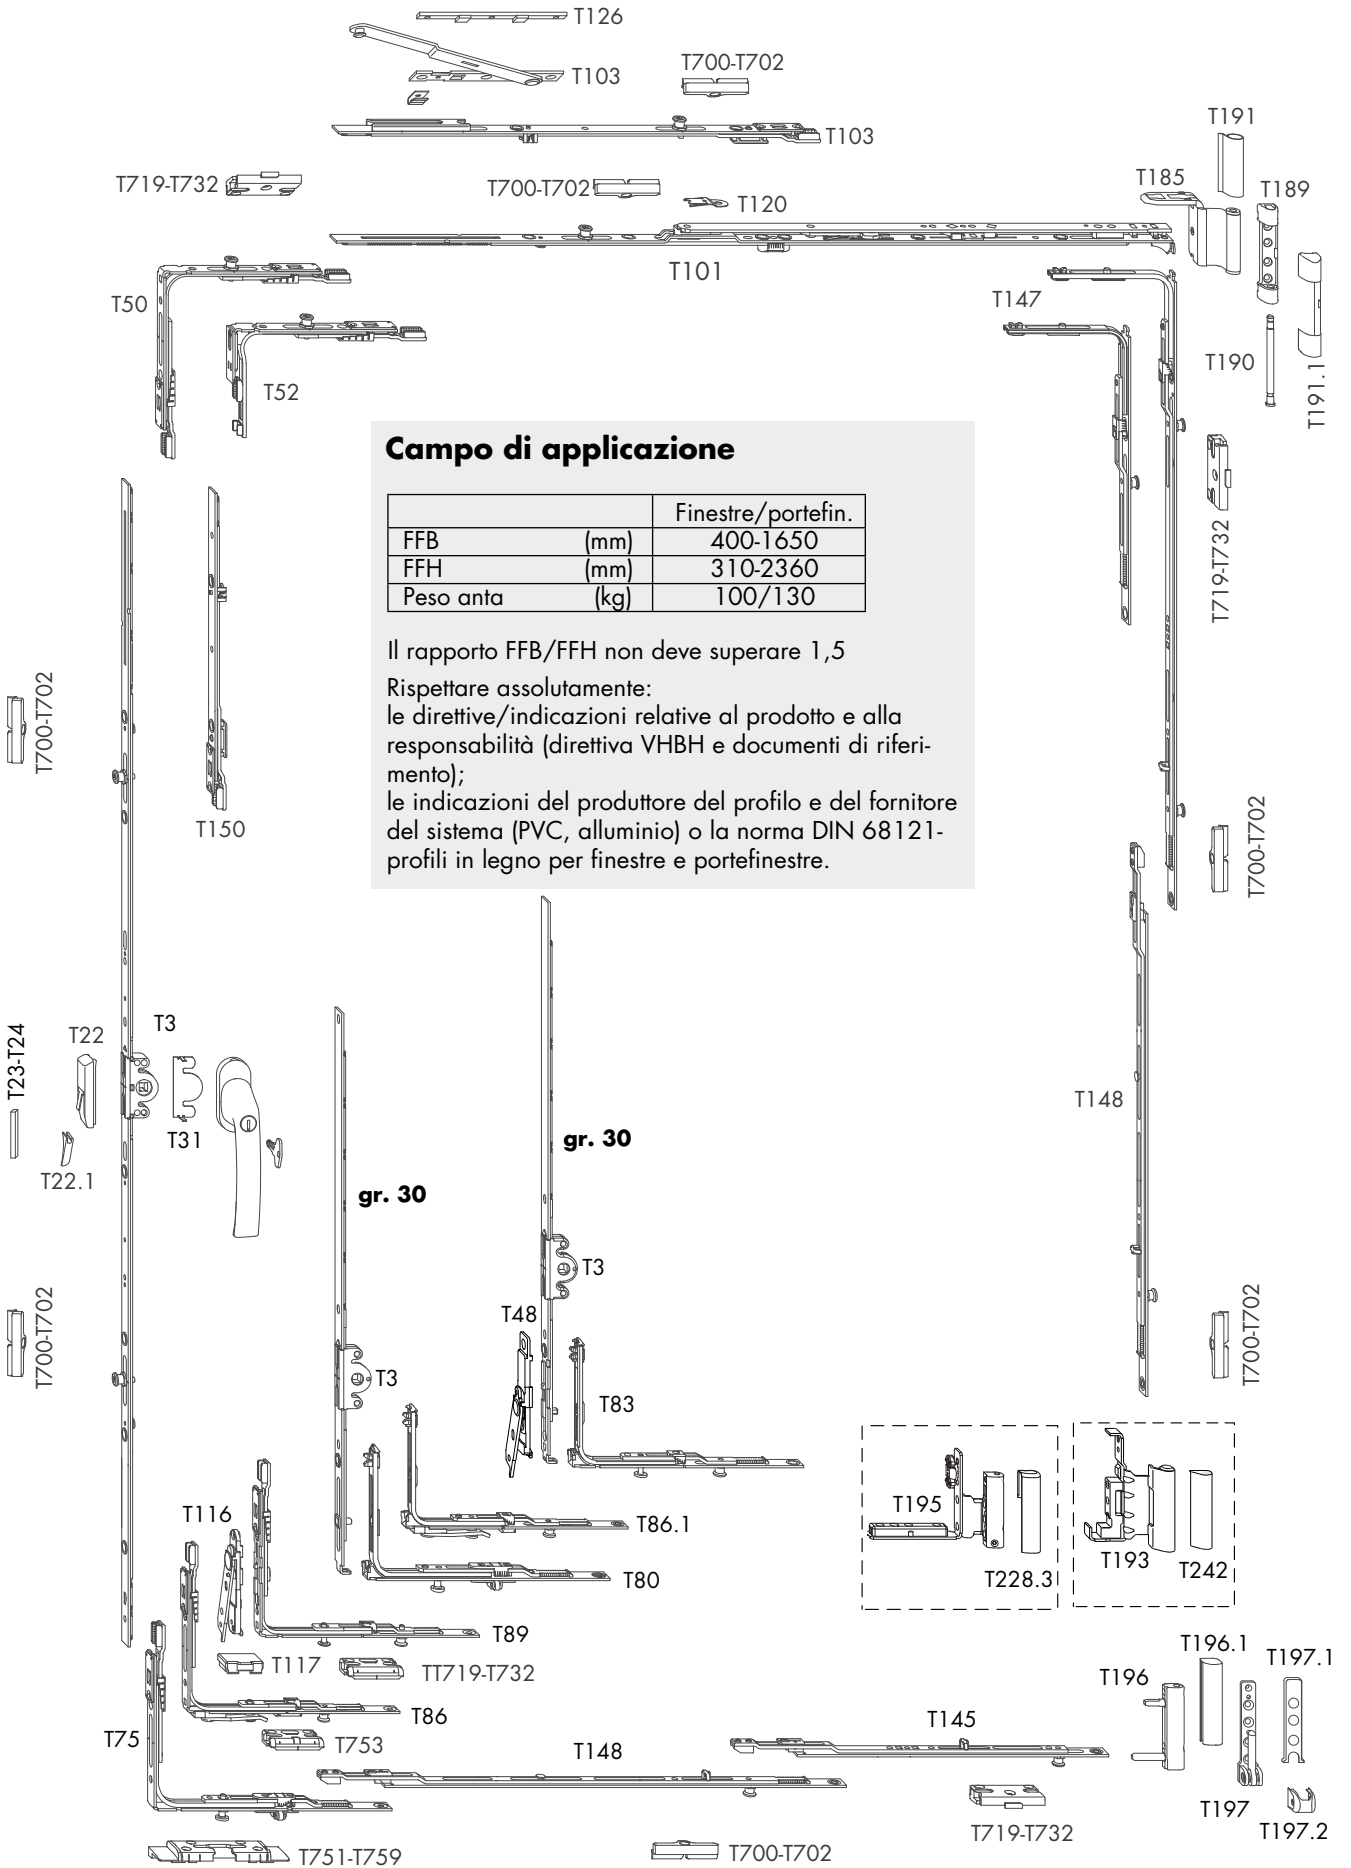 T126
T700-T702
T103
T103
T191
T719-T732
T700-T702
T120
T185
T189
T101
T50
T147
T52
T190
T191.1
Campo di applicazione
Finestre/portefin.
FFB (mm) 400-1650
FFH (mm) 310-2360
Peso anta (kg) 100/130
Il rapporto FFB/FFH non deve superare 1,5
Rispettare assolutamente:
le direttive/indicazioni relative al prodotto e alla
responsabilità (direttiva VHBH e documenti di riferi-
mento);
le indicazioni del produttore del profilo e del fornitore
del sistema (PVC, alluminio) o la norma DIN 68121-
profili in legno per finestre e portefinestre.
T719-T732
T700-T702
T150
T700-T702
T23-T24
T22
T3
T31
T22.1
T148
gr. 30
gr. 30
T3
T48
T700-T702
T700-T702
T3
T83
T116
T86.1
T195
T193
T228.3
T242
T80
T89
T117
TT719-T732
T196.1
T197.1
T196
T86
T75
T753
T148
T145
T719-T732
T197
T197.2
T751-T759
T700-T702